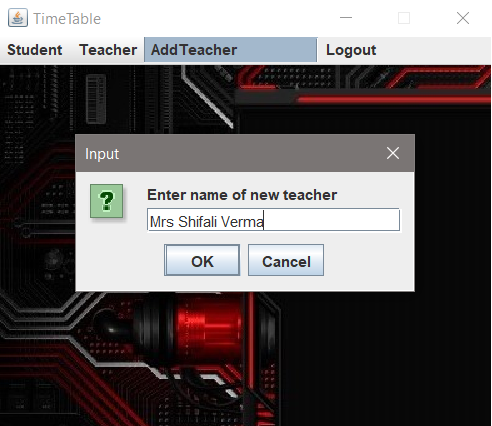 TimeTable
Student Teacher AddTeacher Logout
Input
?
Enter name of new teacher
Mrs Shifali Verma
OK Cancel